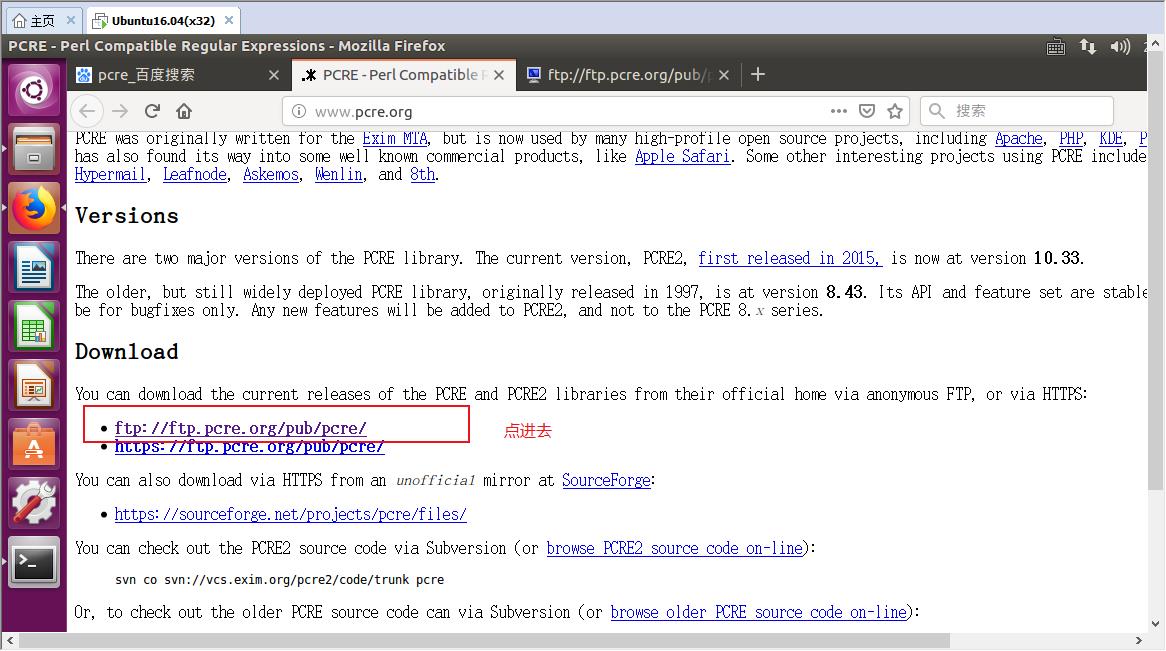 主页
Ubuntu16.04(x32)
PCRE - Perl Compatible Regular Expressions - Mozilla Firefox
pcre_百度搜索
PCRE - Perl Compatible
ftp://ftp.pcre.org/pub/
www.pcre.org
搜索
PCRE was originally written for the Exim MTA, but is now used by many high-profile open source projects, including Apache, PHP, KDE, P
has also found its way into some well known commercial products, like Apple Safari. Some other interesting projects using PCRE include
Hypermail, Leafnode, Askemos, Wenlin, and 8th.
Versions
There are two major versions of the PCRE library. The current version, PCRE2, first released in 2015, is now at version 10.33.
The older, but still widely deployed PCRE library, originally released in 1997, is at version 8.43. Its API and feature set are stable
be for bugfixes only. Any new features will be added to PCRE2, and not to the PCRE 8.x series.
Download
You can download the current releases of the PCRE and PCRE2 libraries from their official home via anonymous FTP, or via HTTPS:
• ftp://ftp.pcre.org/pub/pcre/
点进去
• https://ftp.pcre.org/pub/pcre/
You can also download via HTTPS from an unofficial mirror at SourceForge:
• https://sourceforge.net/projects/pcre/files/
You can check out the PCRE2 source code via Subversion (or browse PCRE2 source code on-line):
svn co svn://vcs.exim.org/pcre2/code/trunk pcre
Or, to check out the older PCRE source code can via Subversion (or browse older PCRE source code on-line):